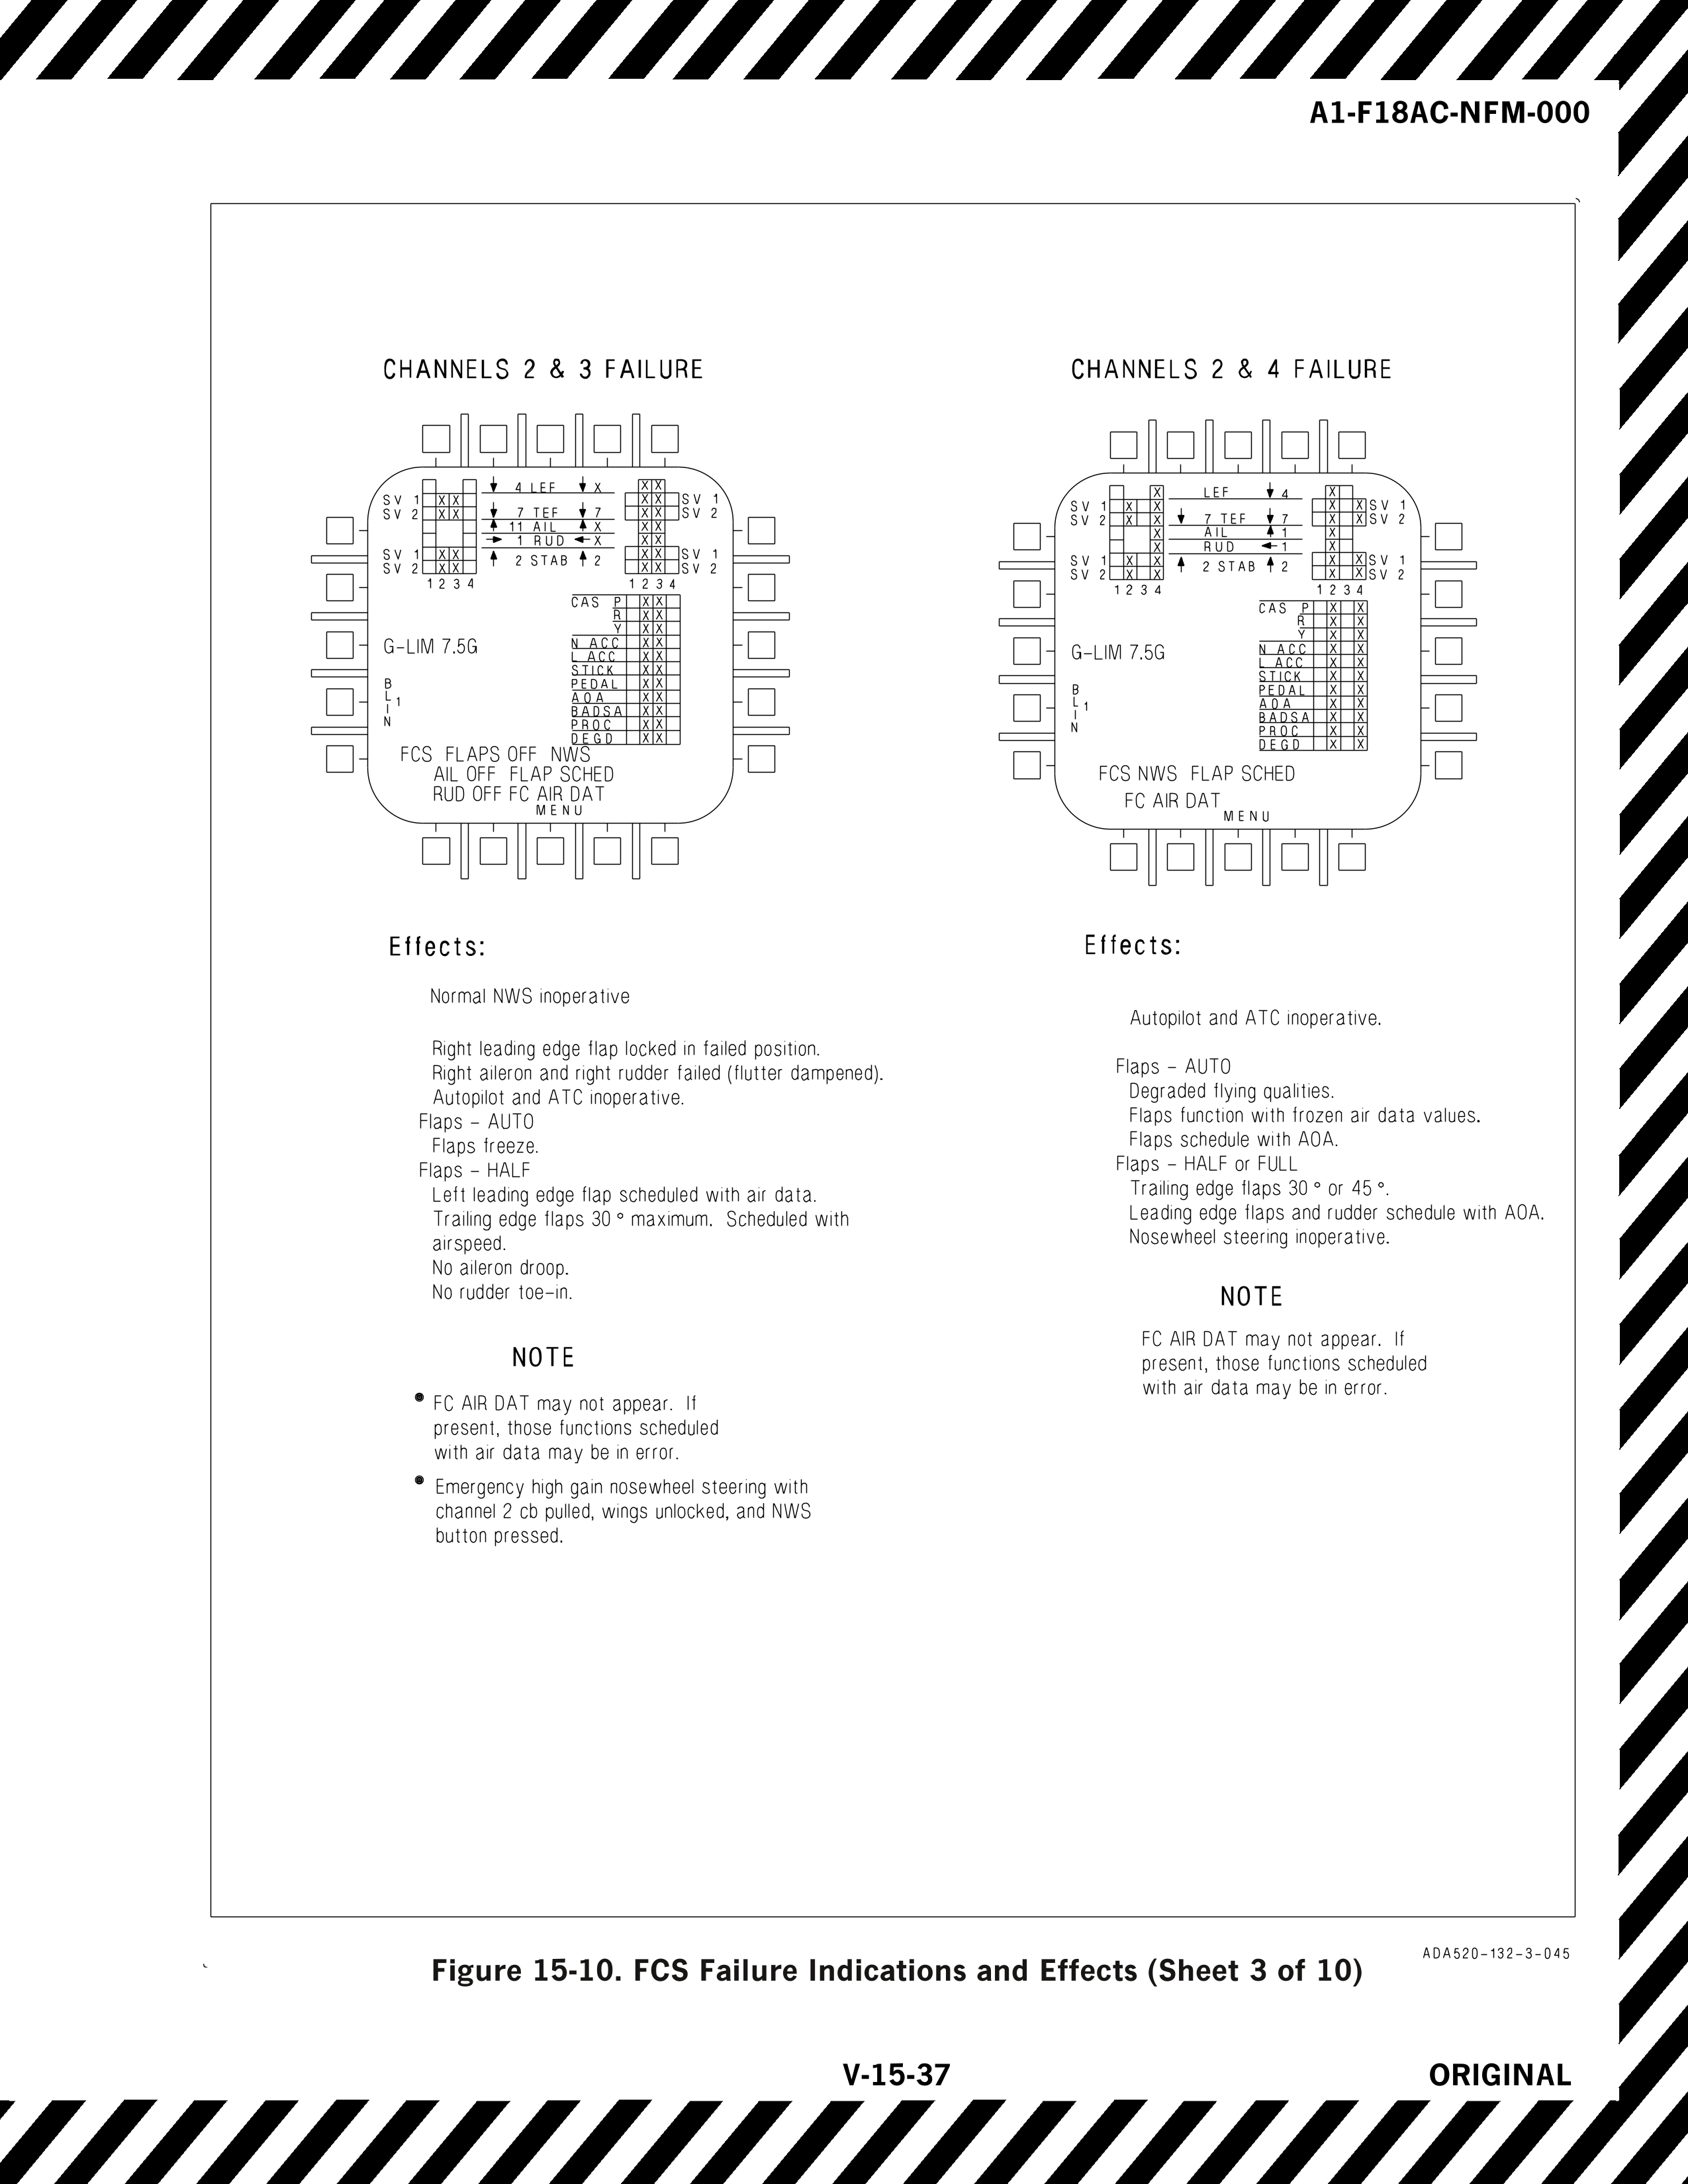 A1-F18AC-NFM-000
CHANNELS 2 & 3 FAILURE
SV 1 X X 4 LEF X X X SV 1
SV 2 X X 7 TEF 7 X X SV 2
11 AIL X X X
1 RUD X X X
SV 1 X X 2 STAB 2 X X SV 1
SV 2 X X X X SV 2
1 2 3 4 1 2 3 4
CAS P X X
R X X
Y X X
G-LIM 7.5G
N ACC X X
L ACC X X
STICK X X
PEDAL X X
AOA X X
BADSA X X
PROC X X
DEGD X X
BLIN 1
FCS FLAPS OFF NWS
AIL OFF FLAP SCHED
RUD OFF FC AIR DAT
MENU
Effects:
Normal NWS inoperative
Right leading edge flap locked in failed position.
Right aileron and right rudder failed (flutter dampened).
Autopilot and ATC inoperative.
Flaps – AUTO
Flaps freeze.
Flaps – HALF
Left leading edge flap scheduled with air data.
Trailing edge flaps 30 ° maximum. Scheduled with
airspeed.
No aileron droop.
No rudder toe–in.
NOTE
• FC AIR DAT may not appear. If
present, those functions scheduled
with air data may be in error.
• Emergency high gain nosewheel steering with
channel 2 cb pulled, wings unlocked, and NWS
button pressed.
CHANNELS 2 & 4 FAILURE
X LEF 4 X
SV 1 X X X X SV 1
SV 2 X X 7 TEF 7 X X SV 2
X AIL 1 X
X RUD 1 X
SV 1 X X 2 STAB 2 X X SV 1
SV 2 X X X X SV 2
1 2 3 4 1 2 3 4
CAS P X X
R X X
Y X X
G-LIM 7.5G
N ACC X X
L ACC X X
STICK X X
PEDAL X X
AOA X X
BADSA X X
PROC X X
DEGD X X
BLIN 1
FCS NWS FLAP SCHED
FC AIR DAT
MENU
Effects:
Autopilot and ATC inoperative.
Flaps – AUTO
Degraded flying qualities.
Flaps function with frozen air data values.
Flaps schedule with AOA.
Flaps – HALF or FULL
Trailing edge flaps 30 ° or 45 °.
Leading edge flaps and rudder schedule with AOA.
Nosewheel steering inoperative.
NOTE
FC AIR DAT may not appear. If
present, those functions scheduled
with air data may be in error.
ADA520–132–3–045
Figure 15-10. FCS Failure Indications and Effects (Sheet 3 of 10)
V-15-37
ORIGINAL